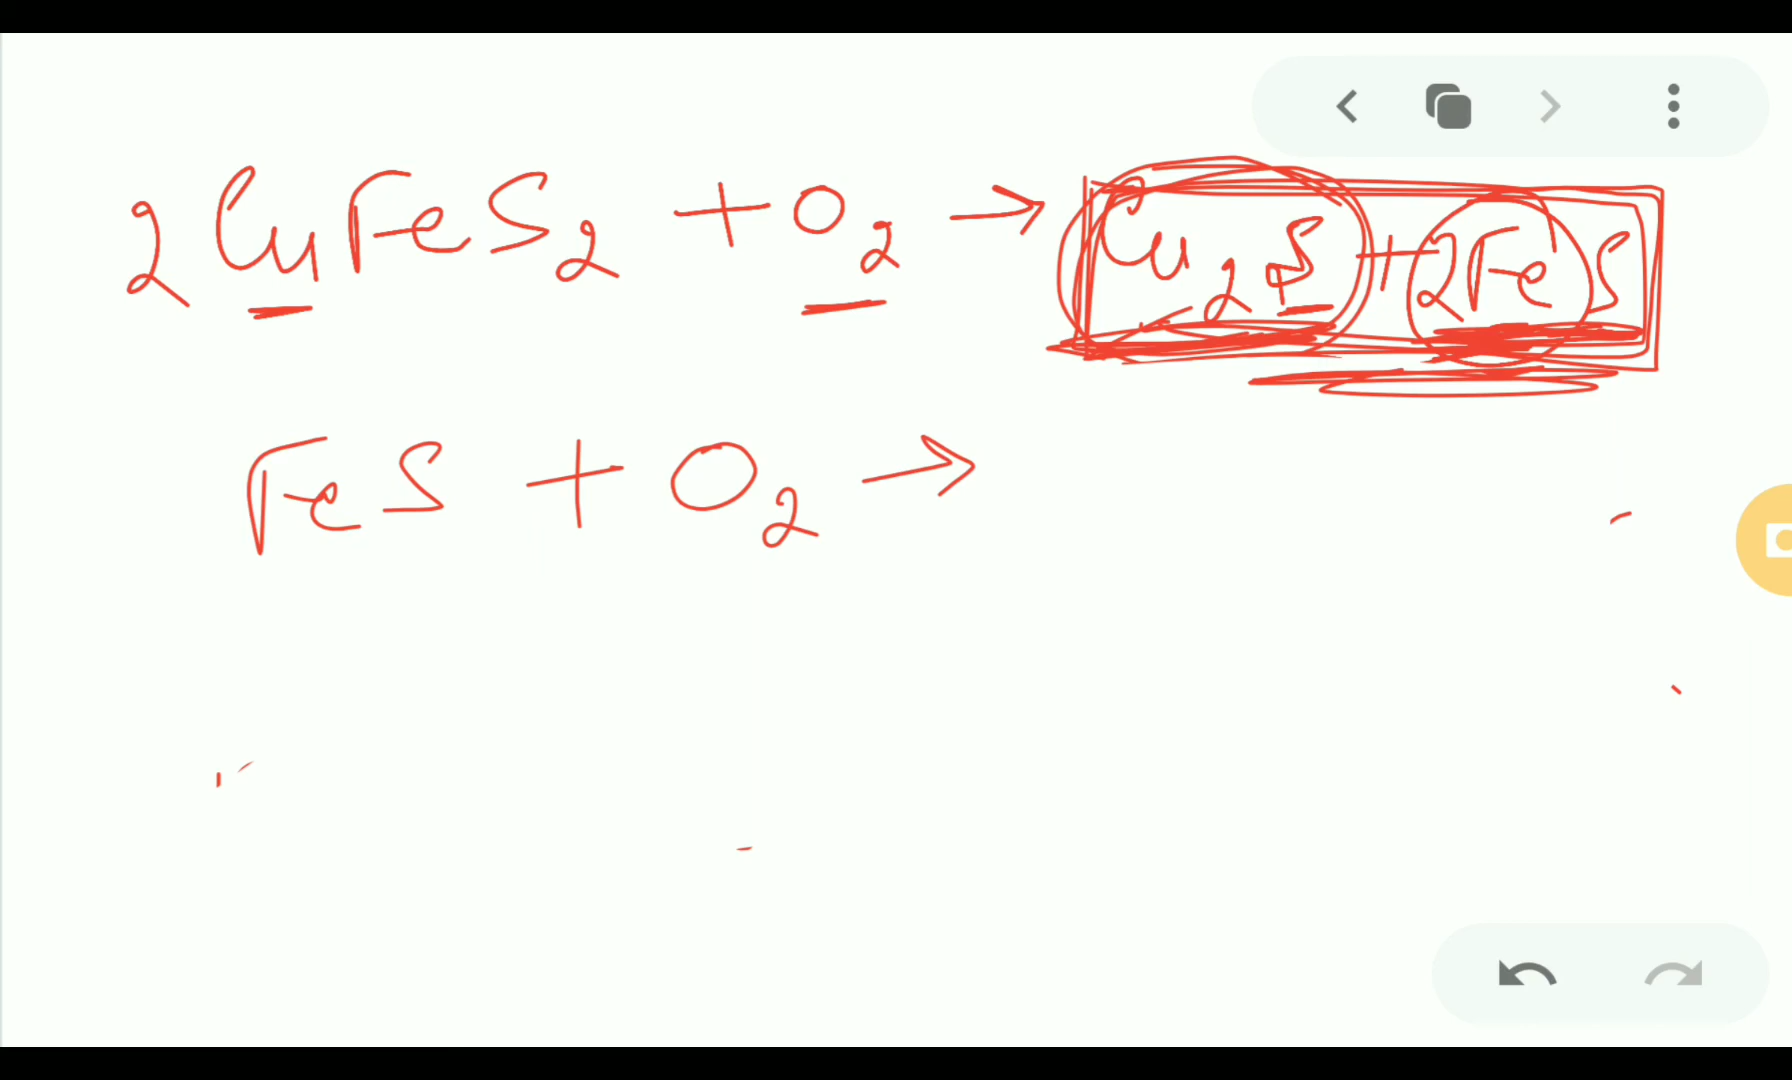 2CuFeS₂ + O₂ → Cu₂S + 2FeS
FeS + O₂ →